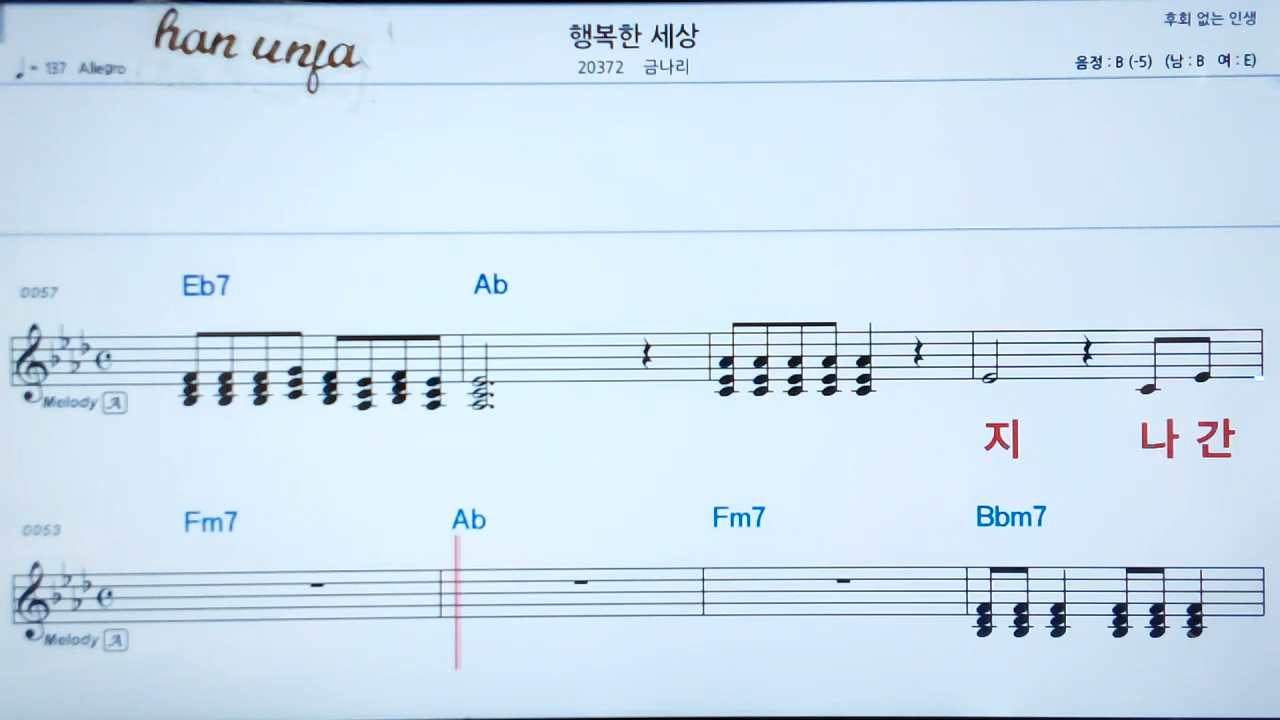 han unfa
행복한 세상
후회 없는 인생
♩= 137 Allegro
20372 금나리
음정 : B (-5) (남 : B 여 : E)
0057
Eb7 Ab
Melody A
지 나 간
0053
Fm7 Ab Fm7 Bbm7
Melody A